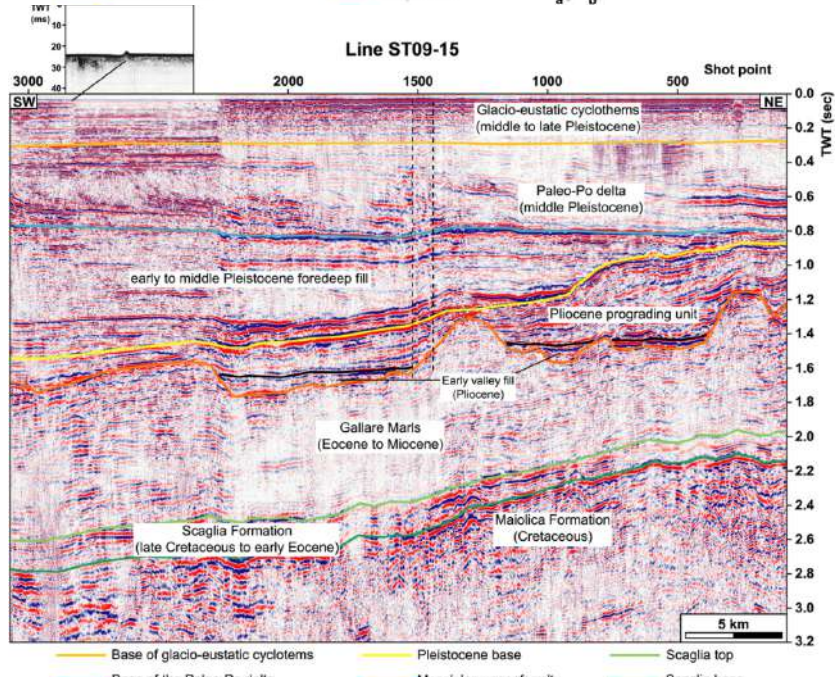 TWT
(ms)
0
10
20
30
40
Line ST09-15
Shot point
3000 2000 1500 1000 500
SW NE
Glacio-eustatic cyclothems
(middle to late Pleistocene)
Paleo-Po delta
(middle Pleistocene)
early to middle Pleistocene foredeep fill
Pliocene prograding unit
Early valley fill
(Pliocene)
Gallare Marls
(Eocene to Miocene)
Scaglia Formation
(late Cretaceous to early Eocene)
Maiolica Formation
(Cretaceous)
0.0
0.2
0.4
0.6
0.8
1.0
1.2
1.4
1.6
1.8
2.0
2.2
2.4
2.6
2.8
3.0
3.2
TWT (sec)
5 km
Base of glacio-eustatic cyclotems Pleistocene base Scaglia top